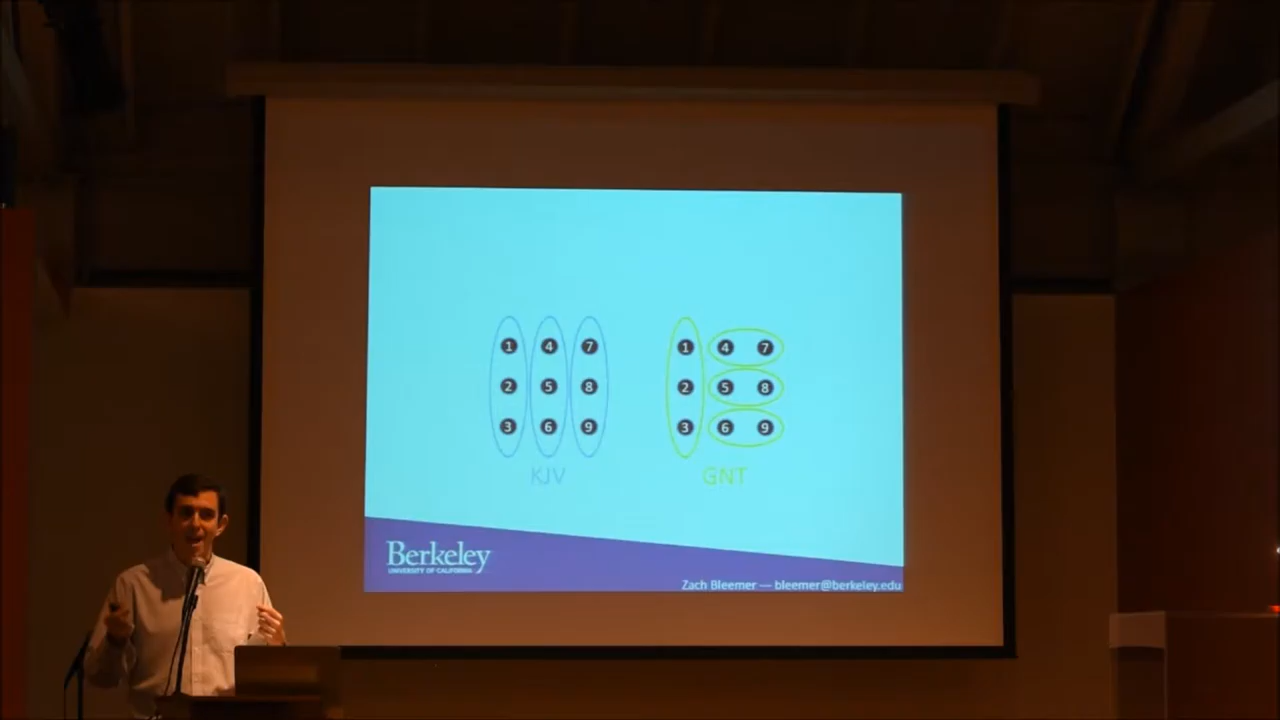 1 4 7 1 4 7
2 5 8 2 5 8
3 6 9 3 6 9
KJV GNT
Berkeley
UNIVERSITY OF CALIFORNIA
Zach Bleemer — bleemer@berkeley.edu